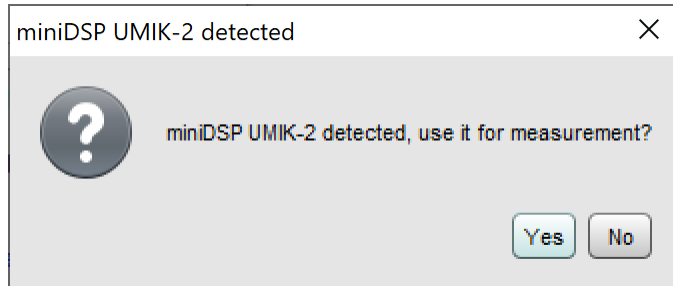 miniDSP UMIK-2 detected
miniDSP UMIK-2 detected, use it for measurement?
Yes No